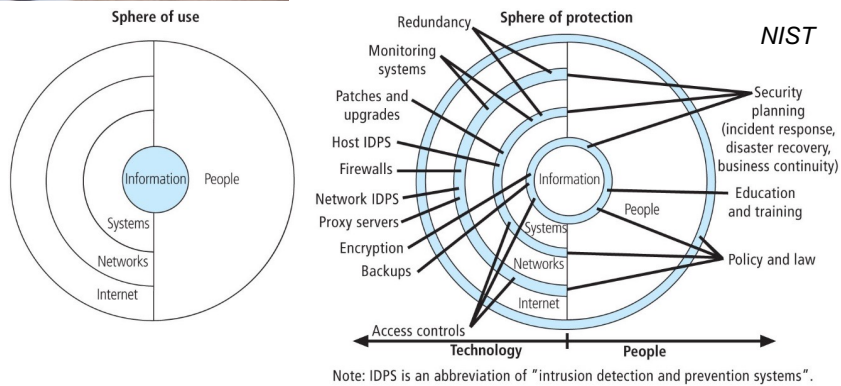 Sphere of use
Information
People
Systems
Networks
Internet
Sphere of protection
NIST
Redundancy
Monitoring
systems
Patches and
upgrades
Host IDPS
Firewalls
Network IDPS
Proxy servers
Encryption
Backups
Access controls
Information
People
Systems
Networks
Internet
Security
planning
(incident response,
disaster recovery,
business continuity)
Education
and training
Policy and law
Technology
People
Note: IDPS is an abbreviation of "intrusion detection and prevention systems".